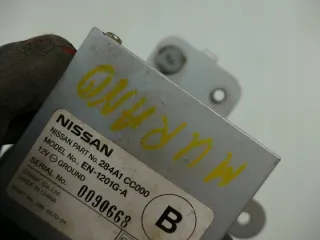 NISSAN
NISSAN PART No. 284A1 CC000
MODEL No. EN-1201G-A
12V ⊖ GROUND
SERIAL No.
0090663
B
MURANO